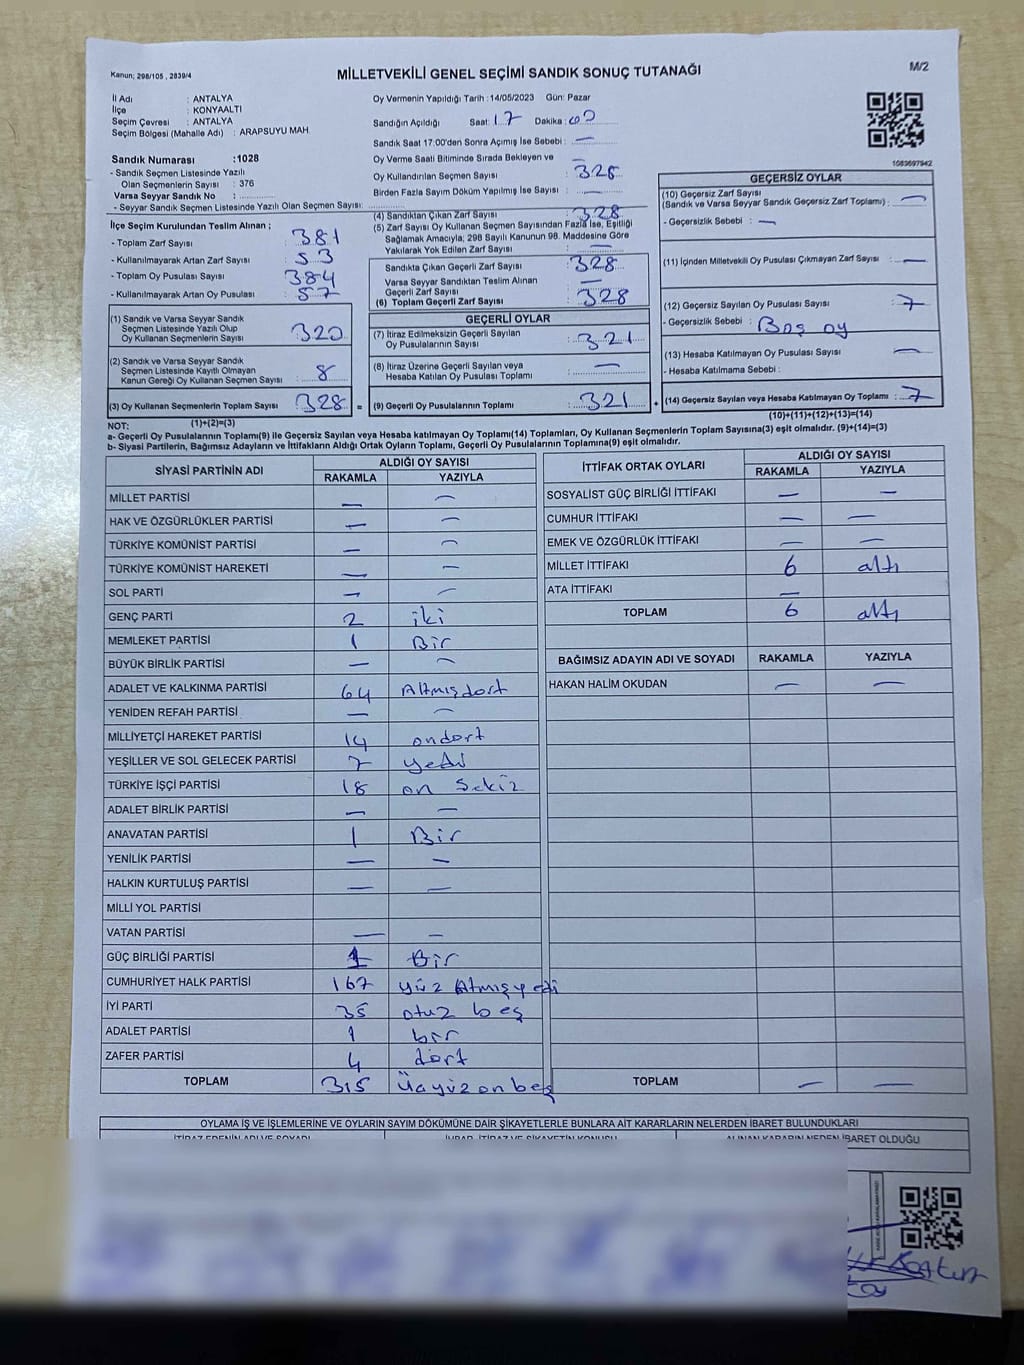 Kanun; 298/105 , 2839/4
MİLLETVEKİLİ GENEL SEÇİMİ SANDIK SONUÇ TUTANAĞI
M/2
İl Adı : ANTALYA
İlçe : KONYAALTI
Seçim Çevresi : ANTALYA
Seçim Bölgesi (Mahalle Adı) : ARAPSUYU MAH.
Sandık Numarası :1028
- Sandık Seçmen Listesinde Yazılı
Olan Seçmenlerin Sayısı : 376
Varsa Seyyar Sandık No :
- Seyyar Sandık Seçmen Listesinde Yazılı Olan Seçmen Sayısı:
Oy Vermenin Yapıldığı Tarih :14/05/2023 Gün: Pazar
Sandığın Açıldığı Saat: 17 Dakika: 00
Sandık Saat 17:00'den Sonra Açımış İse Sebebi : —
Oy Verme Saati Bitiminde Sırada Bekleyen ve —
Oy Kullandırılan Seçmen Sayısı : 328
Birden Fazla Sayım Döküm Yapılmış İse Sayısı : —
1083697942
İlçe Seçim Kurulundan Teslim Alınan ;
- Toplam Zarf Sayısı : 381
- Kullanılmayarak Artan Zarf Sayısı : 53
- Toplam Oy Pusulası Sayısı : 384
- Kullanılmayarak Artan Oy Pusulası : 57
(1) Sandık ve Varsa Seyyar Sandık
Seçmen Listesinde Yazılı Olup
Oy Kullanan Seçmenlerin Sayısı : 320
(2) Sandık ve Varsa Seyyar Sandık
Seçmen Listesinde Kayıtlı Olmayan
Kanun Gereği Oy Kullanan Seçmen Sayısı : 8
(3) Oy Kullanan Seçmenlerin Toplam Sayısı : 328 =
(1)+(2)=(3)
(4) Sandıktan Çıkan Zarf Sayısı : 328
(5) Zarf Sayısı Oy Kullanan Seçmen Sayısından Fazla İse, Eşitliği
Sağlamak Amacıyla; 298 Sayılı Kanunun 98. Maddesine Göre
Yakılarak Yok Edilen Zarf Sayısı : —
Sandıkta Çıkan Geçerli Zarf Sayısı : 328
Varsa Seyyar Sandıktan Teslim Alınan
Geçerli Zarf Sayısı : —
(6) Toplam Geçerli Zarf Sayısı : 328
GEÇERLİ OYLAR
(7) İtiraz Edilmeksizin Geçerli Sayılan
Oy Pusulalarının Sayısı : 321
(8) İtiraz Üzerine Geçerli Sayılan veya
Hesaba Katılan Oy Pusulası Toplamı : —
(9) Geçerli Oy Pusulalarının Toplamı : 321 +
GEÇERSİZ OYLAR
(10) Geçersiz Zarf Sayısı
(Sandık ve Varsa Seyyar Sandık Geçersiz Zarf Toplamı) : —
- Geçersizlik Sebebi : —
(11) İçinden Milletvekili Oy Pusulası Çıkmayan Zarf Sayısı : —
(12) Geçersiz Sayılan Oy Pusulası Sayısı : 7
- Geçersizlik Sebebi : Boş oy
(13) Hesaba Katılmayan Oy Pusulası Sayısı : —
- Hesaba Katılmama Sebebi :
(14) Geçersiz Sayılan veya Hesaba Katılmayan Oy Toplamı : 7
(10)+(11)+(12)+(13)=(14)
NOT:
a- Geçerli Oy Pusulalarının Toplamı(9) ile Geçersiz Sayılan veya Hesaba katılmayan Oy Toplamı(14) Toplamları, Oy Kullanan Seçmenlerin Toplam Sayısına(3) eşit olmalıdır. (9)+(14)=(3)
b- Siyasi Partilerin, Bağımsız Adayların ve İttifakların Aldığı Ortak Oyların Toplamı, Geçerli Oy Pusulalarının Toplamına(9) eşit olmalıdır.
SİYASİ PARTİNİN ADI ALDIĞI OY SAYISI
RAKAMLA YAZIYLA
MİLLET PARTİSİ — —
HAK VE ÖZGÜRLÜKLER PARTİSİ — —
TÜRKİYE KOMÜNİST PARTİSİ — —
TÜRKİYE KOMÜNİST HAREKETİ — —
SOL PARTİ — —
GENÇ PARTİ 2 iki
MEMLEKET PARTİSİ 1 Bir
BÜYÜK BİRLİK PARTİSİ — —
ADALET VE KALKINMA PARTİSİ 64 Altmışdort
YENİDEN REFAH PARTİSİ — —
MİLLİYETÇİ HAREKET PARTİSİ 14 ondort
YEŞİLLER VE SOL GELECEK PARTİSİ 7 yedi
TÜRKİYE İŞÇİ PARTİSİ 18 on Sekiz
ADALET BİRLİK PARTİSİ — —
ANAVATAN PARTİSİ 1 Bir
YENİLİK PARTİSİ — —
HALKIN KURTULUŞ PARTİSİ — —
MİLLİ YOL PARTİSİ
VATAN PARTİSİ — —
GÜÇ BİRLİĞİ PARTİSİ 1 Bir
CUMHURİYET HALK PARTİSİ 167 yüz Atmışyedi
İYİ PARTİ 35 otuz beş
ADALET PARTİSİ 1 bir
ZAFER PARTİSİ 4 dört
TOPLAM 315 Üçyüz on beş
İTTİFAK ORTAK OYLARI ALDIĞI OY SAYISI
RAKAMLA YAZIYLA
SOSYALİST GÜÇ BİRLİĞİ İTTİFAKI — —
CUMHUR İTTİFAKI — —
EMEK VE ÖZGÜRLÜK İTTİFAKI — —
MİLLET İTTİFAKI 6 altı
ATA İTTİFAKI —
TOPLAM 6 altı
BAĞIMSIZ ADAYIN ADI VE SOYADI RAKAMLA YAZIYLA
HAKAN HALİM OKUDAN — —
TOPLAM — —
OYLAMA İŞ VE İŞLEMLERİNE VE OYLARIN SAYIM DÖKÜMÜNE DAİR ŞİKAYETLERLE BUNLARA AİT KARARLARIN NELERDEN İBARET BULUNDUKLARI
İTİRAZ EDENİN ADI VE SOYADI İHBAR, İTİRAZ VE ŞİKAYETİN KONUSU ALINAN KARARIN NEDEN İBARET OLDUĞU